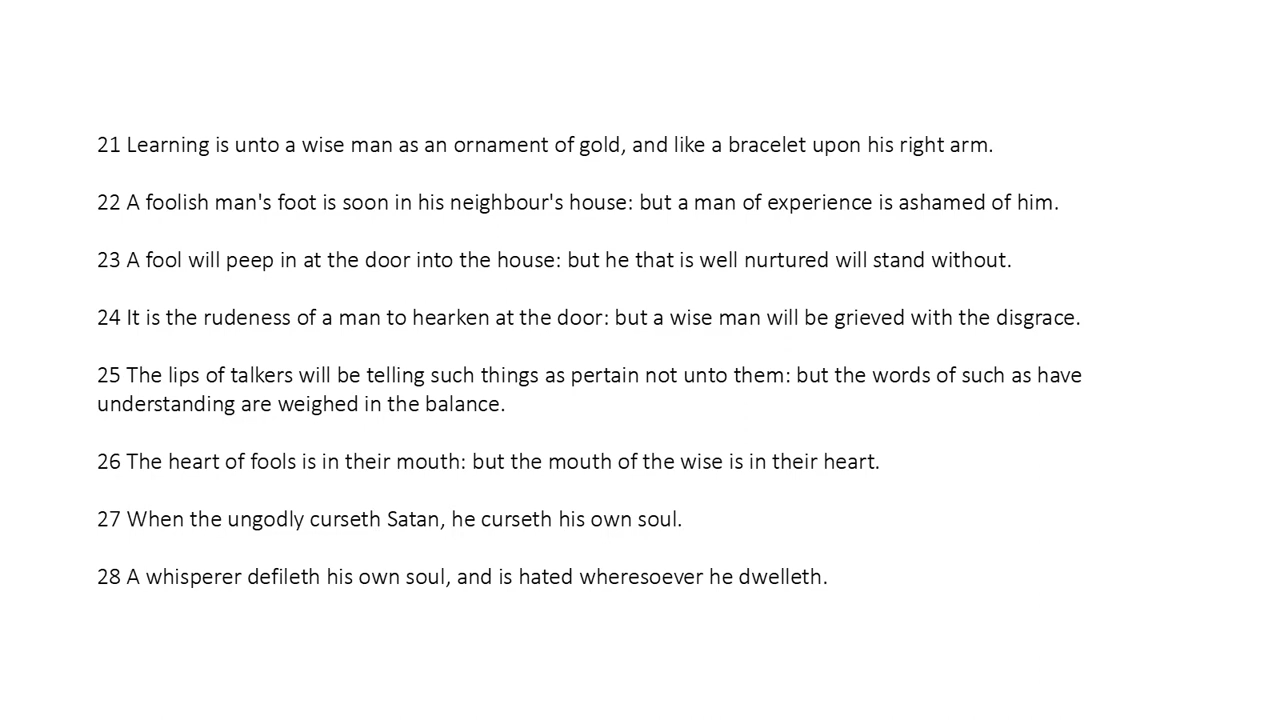 21 Learning is unto a wise man as an ornament of gold, and like a bracelet upon his right arm.
22 A foolish man's foot is soon in his neighbour's house: but a man of experience is ashamed of him.
23 A fool will peep in at the door into the house: but he that is well nurtured will stand without.
24 It is the rudeness of a man to hearken at the door: but a wise man will be grieved with the disgrace.
25 The lips of talkers will be telling such things as pertain not unto them: but the words of such as have
understanding are weighed in the balance.
26 The heart of fools is in their mouth: but the mouth of the wise is in their heart.
27 When the ungodly curseth Satan, he curseth his own soul.
28 A whisperer defileth his own soul, and is hated wheresoever he dwelleth.